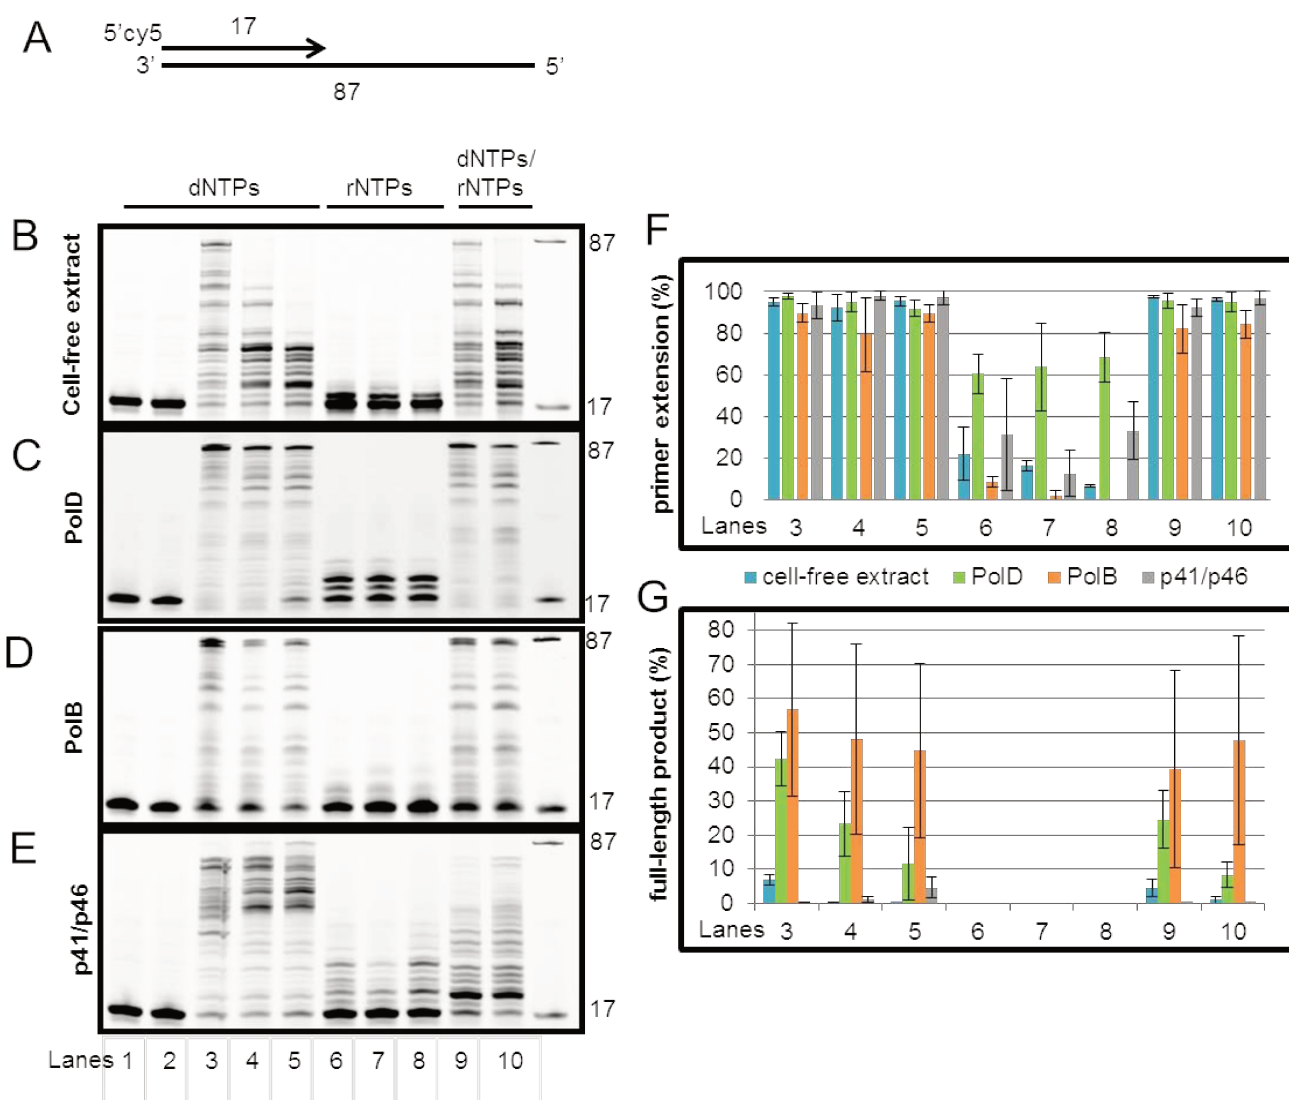 A
5'cy5
17
3'
5'
87
dNTPs
rNTPs
dNTPs/
rNTPs
B
Cell-free extract
87
17
C
PolD
87
17
D
PolB
87
17
E
p41/p46
87
17
Lanes 1 2 3 4 5 6 7 8 9 10
F
primer extension (%)
100
80
60
40
20
0
Lanes 3 4 5 6 7 8 9 10
cell-free extract PolD PolB p41/p46
G
full-length product (%)
80
70
60
50
40
30
20
10
0
Lanes 3 4 5 6 7 8 9 10